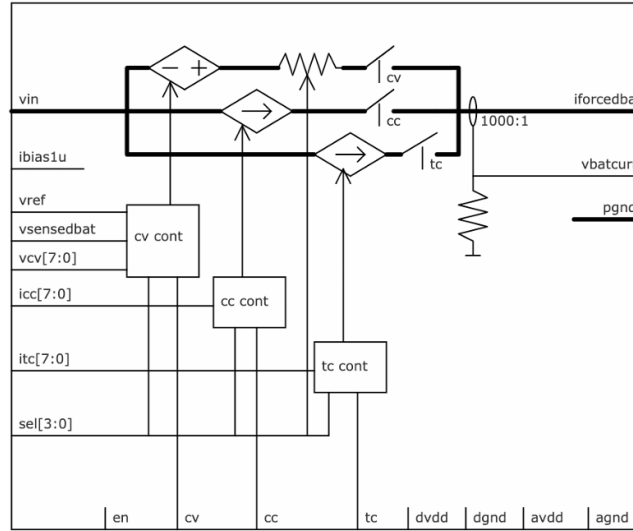 cv
vin
iforcedba
cc
1000:1
ibias1u
tc
vbatcur
vref
pgnd
vsensedbat
cv cont
vcv[7:0]
icc[7:0]
cc cont
itc[7:0]
tc cont
sel[3:0]
en
cv
cc
tc
dvdd
dgnd
avdd
agnd